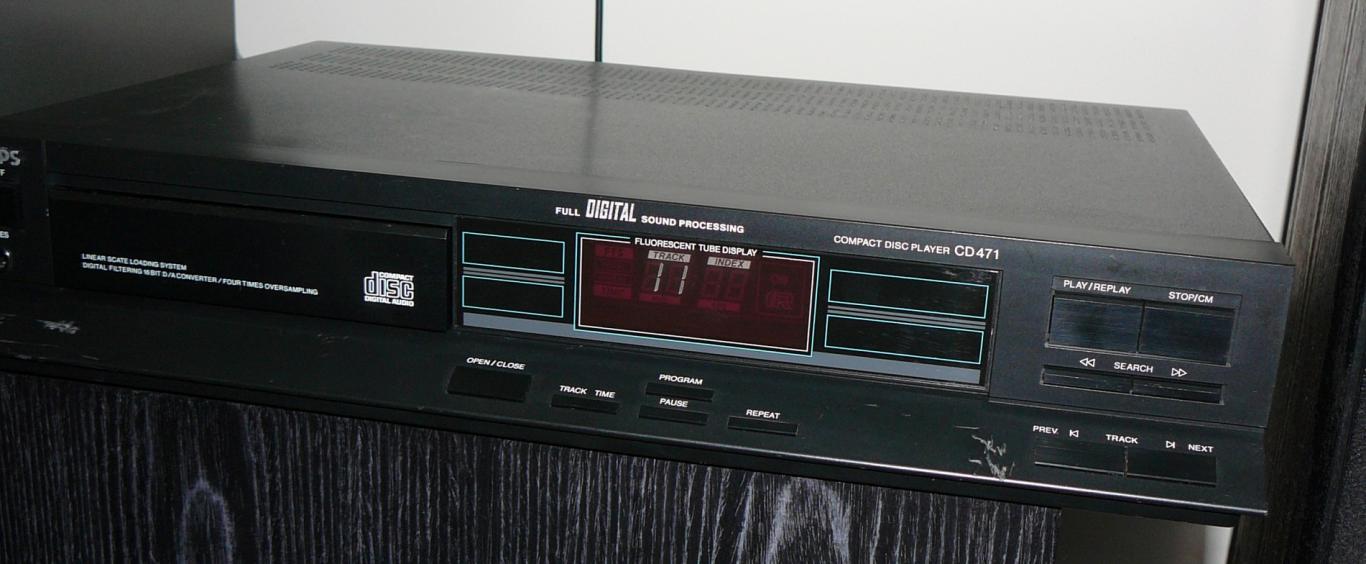 PS
F
ES
FULL DIGITAL SOUND PROCESSING
COMPACT DISC PLAYER CD471
LINEAR SCATE LOADING SYSTEM
DIGITAL FILTERING 16 BIT D/A CONVERTER / FOUR TIMES OVERSAMPLING
COMPACT
disc
DIGITAL AUDIO
FLUORESCENT TUBE DISPLAY
TRACK INDEX
11
PLAY/REPLAY STOP/CM
SEARCH
OPEN/CLOSE
TRACK TIME
PROGRAM
PAUSE
REPEAT
PREV. TRACK NEXT